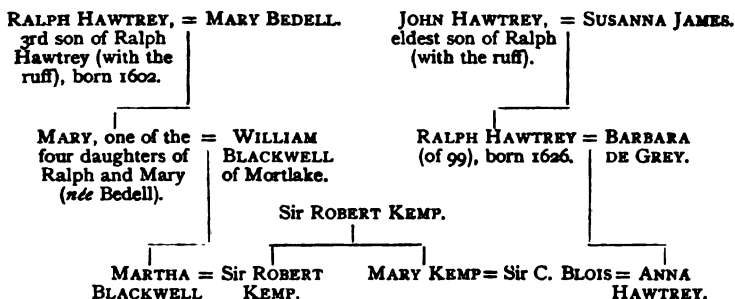 RALPH HAWTREY, = MARY BEDELL.
3rd son of Ralph
Hawtrey (with the
ruff), born 1602.
JOHN HAWTREY, = SUSANNA JAMES.
eldest son of Ralph
(with the ruff).
MARY, one of the = WILLIAM
four daughters of BLACKWELL
Ralph and Mary of Mortlake.
(née Bedell).
RALPH HAWTREY = BARBARA
(of 99), born 1626. DE GREY.
Sir ROBERT KEMP.
MARTHA = Sir ROBERT
BLACKWELL KEMP.
MARY KEMP = Sir C. BLOIS = ANNA
HAWTREY.